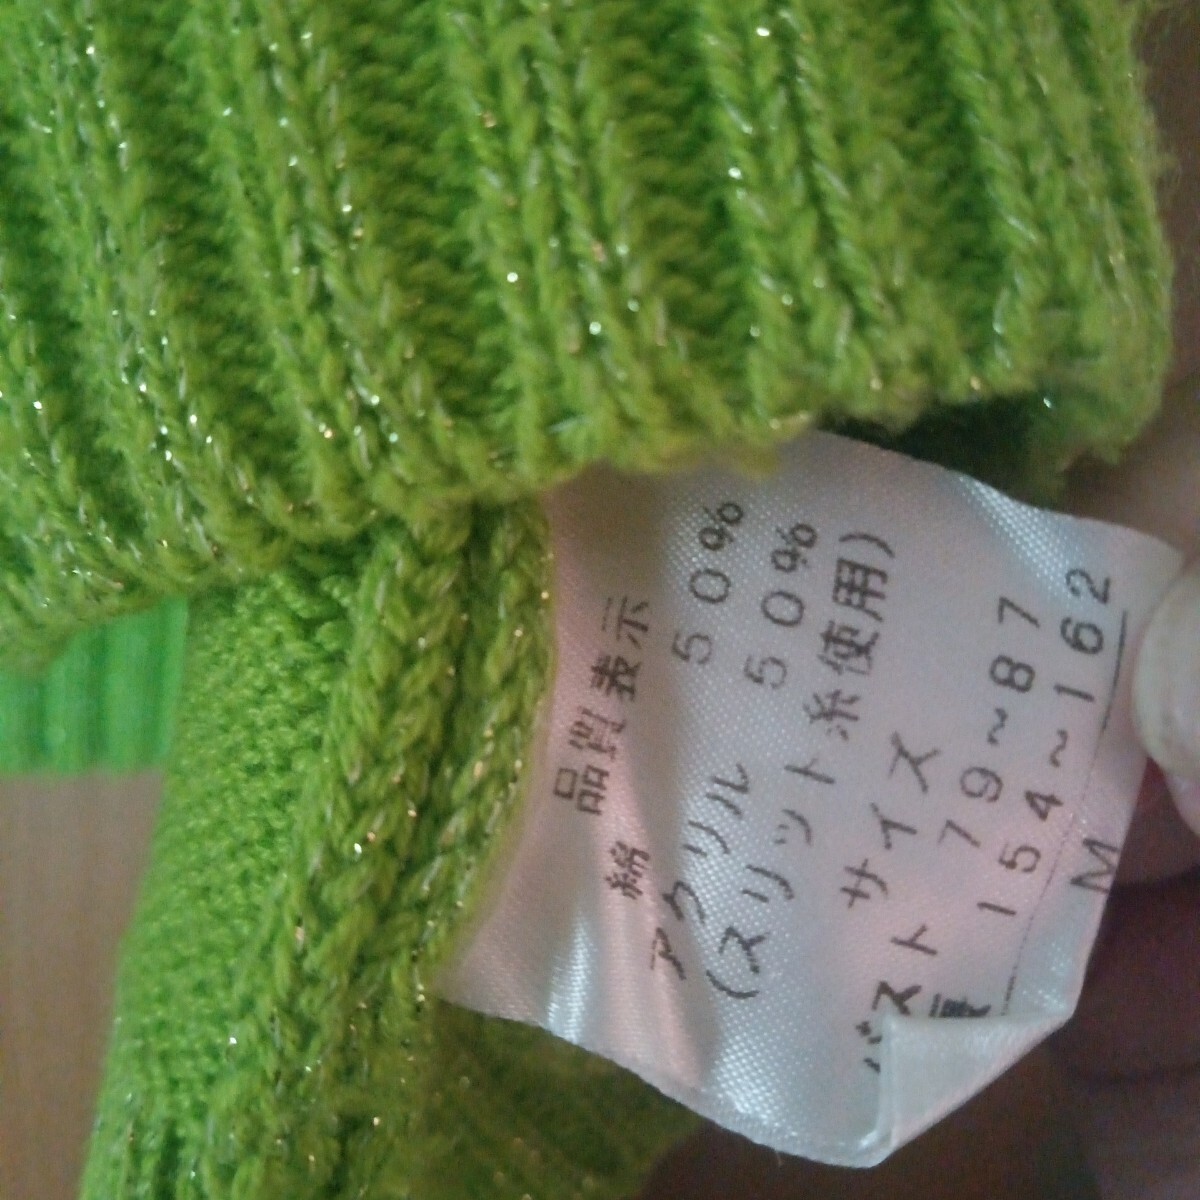 品質表示
綿 50%
アクリル 50%
(スリット糸使用)
サイズ
バスト 79~87
154~162
M